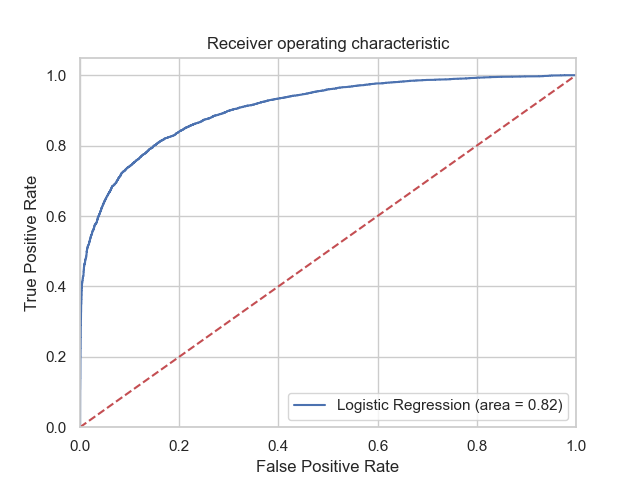 Receiver operating characteristic
1.0
0.8
0.6
0.4
0.2
0.0
True Positive Rate
Logistic Regression (area = 0.82)
0.0 0.2 0.4 0.6 0.8 1.0
False Positive Rate